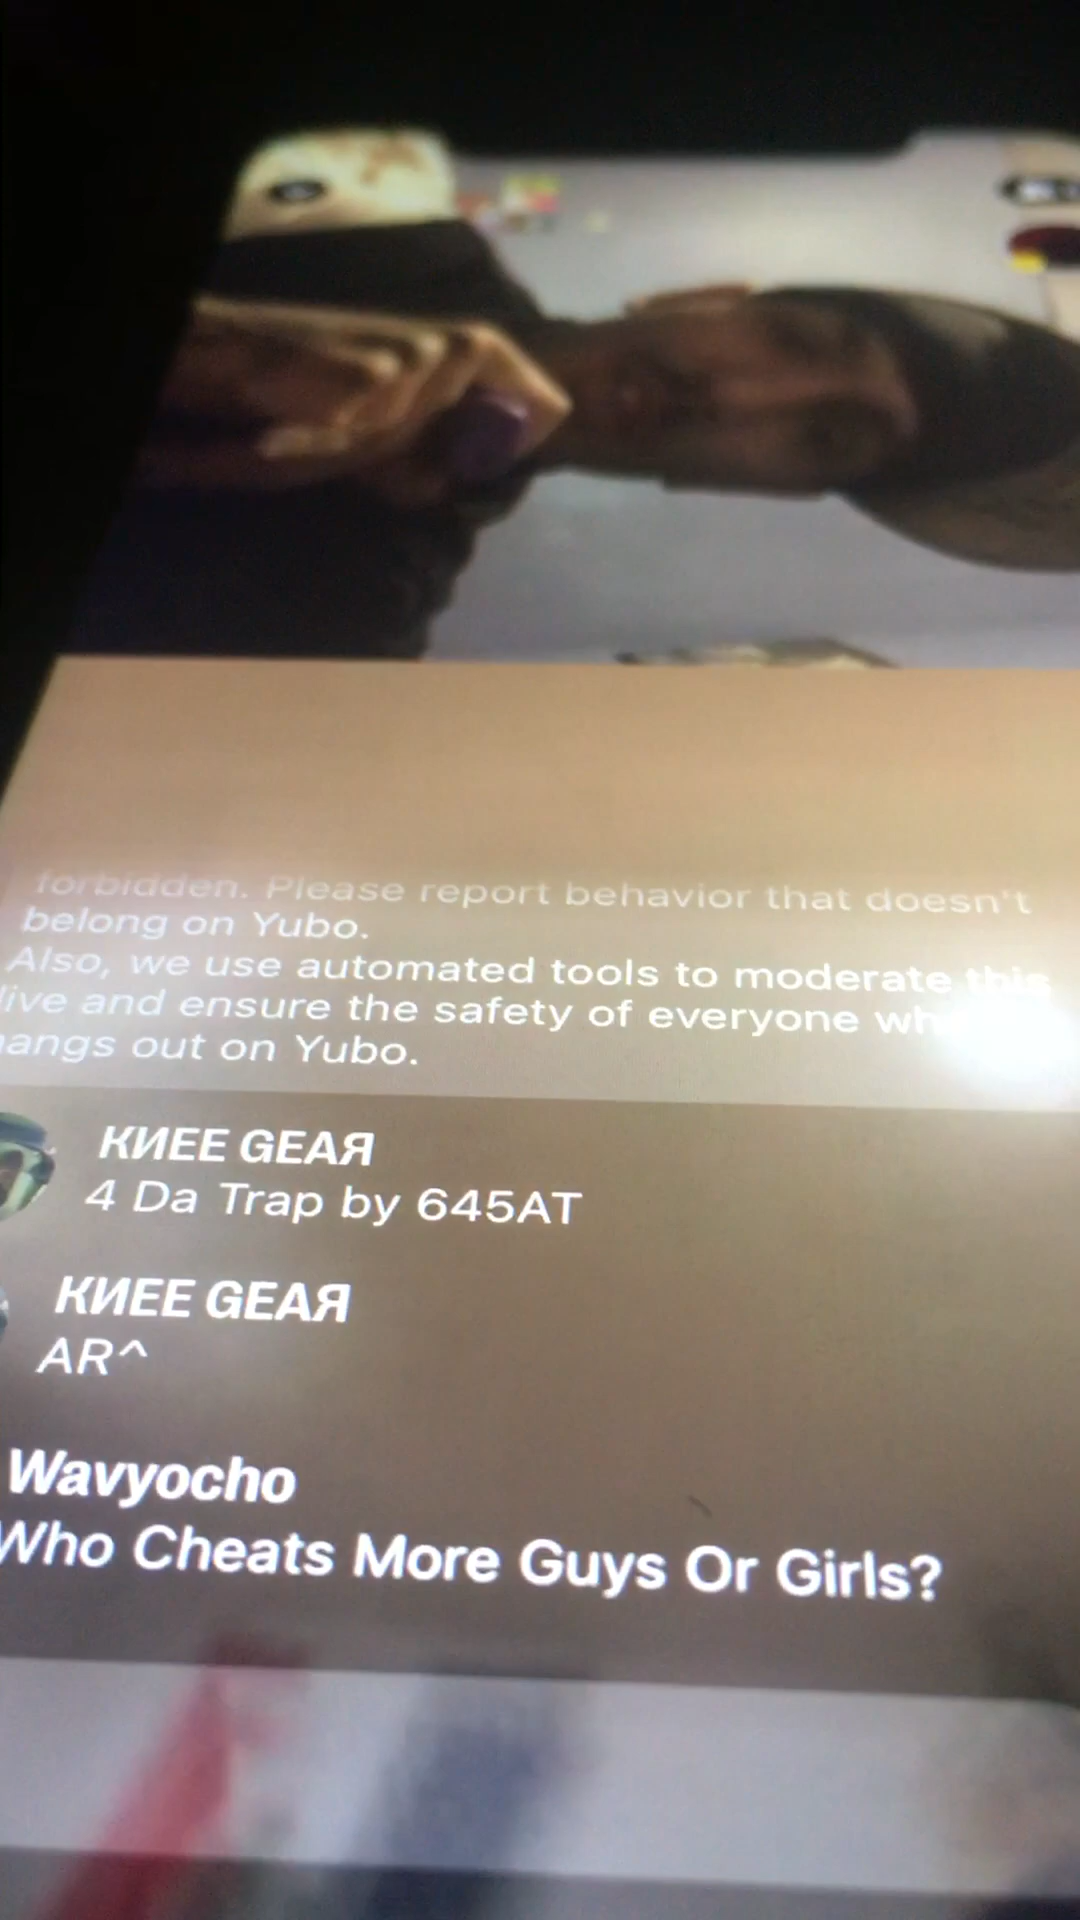 forbidden. Please report behavior that doesn't
belong on Yubo.
Also, we use automated tools to moderate this
live and ensure the safety of everyone
hangs out on Yubo.
KИEE GEAЯ
4 Da Trap by 645AT
KИEE GEAЯ
AR^
Wavyocho
Who Cheats More Guys Or Girls?